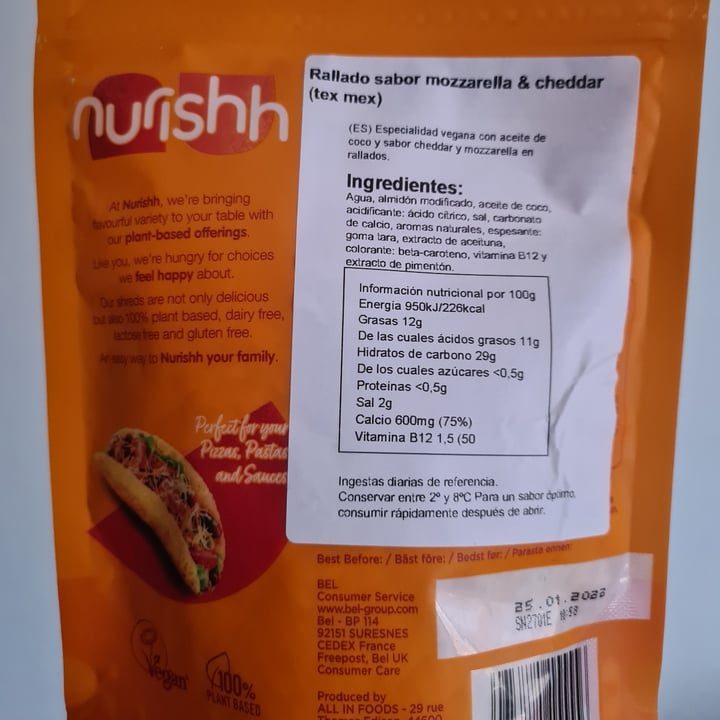 nurishh
At Nurishh, we're bringing
flavourful variety to your table with
our plant-based offerings.
Like you, we're hungry for choices
we feel happy about.
Our shreds are not only delicious
but also 100% plant based, dairy free,
lactose free and gluten free.
An easy way to Nurishh your family.
Perfect for your
Pizzas, Pastas
and Sauces
Vegan
100%
PLANT BASED
Rallado sabor mozzarella & cheddar
(tex mex)
(ES) Especialidad vegana con aceite de
coco y sabor cheddar y mozzarella en
rallados.
Ingredientes:
Agua, almidón modificado, aceite de coco,
acidificante: ácido cítrico, sal, carbonato
de calcio, aromas naturales, espesante:
goma tara, extracto de aceituna,
colorante: beta-caroteno, vitamina B12 y
extracto de pimentón.
Información nutricional por 100g
Energía 950kJ/226kcal
Grasas 12g
De las cuales ácidos grasos 11g
Hidratos de carbono 29g
De los cuales azúcares <0,5g
Proteinas <0,5g
Sal 2g
Calcio 600mg (75%)
Vitamina B12 1,5 (50
Ingestas diarias de referencia.
Conservar entre 2º y 8ºC Para un sabor óptimo,
consumir rápidamente después de abrir.
Best Before: / Bäst före: / Bedst før: / Parasta ennen:
25.01.2023
10:58
BEL
Consumer Service
www.bel-group.com
Bel - BP 114
92151 SURESNES
CEDEX France
Freepost, Bel UK
Consumer Care
Produced by
ALL IN FOODS - 29 rue